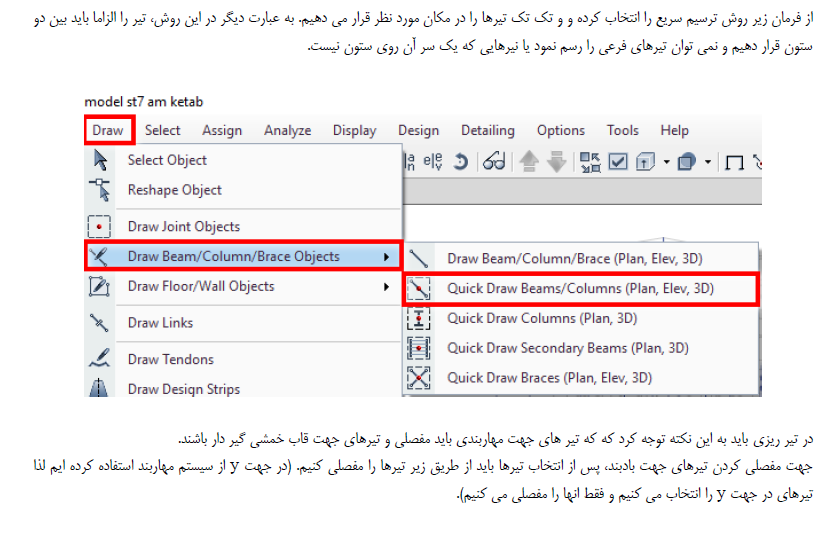 از فرمان زیر روش ترسیم سریع را انتخاب کرده و و تک تک تیرها را در مکان مورد نظر قرار می دهیم. به عبارت دیگر در این روش، تیر را الزاما باید بین دو
ستون قرار دهیم و نمی توان تیرهای فرعی را رسم نمود یا نیرهایی که یک سر آن روی ستون نیست.
model st7 am ketab
Draw Select Assign Analyze Display Design Detailing Options Tools Help
Select Object
Reshape Object
Draw Joint Objects
Draw Beam/Column/Brace Objects
Draw Floor/Wall Objects
Draw Links
Draw Tendons
Draw Design Strips
Draw Beam/Column/Brace (Plan, Elev, 3D)
Quick Draw Beams/Columns (Plan, Elev, 3D)
Quick Draw Columns (Plan, 3D)
Quick Draw Secondary Beams (Plan, 3D)
Quick Draw Braces (Plan, Elev, 3D)
در تیر ریزی باید به این نکته توجه کرد که که تیر های جهت مهاربندی باید مفصلی و تیرهای جهت قاب خمشی گیر دار باشند.
جهت مفصلی کردن تیرهای جهت بادبند، پس از انتخاب تیرها باید از طریق زیر تیرها را مفصلی کنیم. (در جهت y از سیستم مهاربند استفاده کرده ایم لذا
تیرهای در جهت y را انتخاب می کنیم و فقط انها را مفصلی می کنیم).